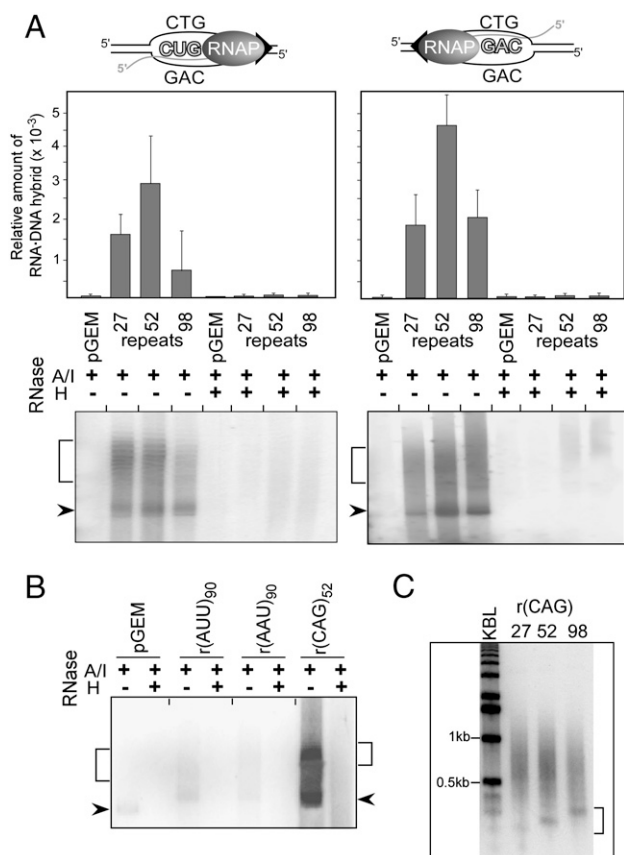 A
CTG
CUG RNAP
5'
5'
5'
GAC
CTG
RNAP GAC
5'
5'
5'
GAC
Relative amount of
RNA-DNA hybrid (x 10-3)
5
4
3
2
1
pGEM 27 52 98 pGEM 27 52 98
repeats repeats
pGEM 27 52 98 pGEM 27 52 98
repeats repeats
RNase
A/I + + + + + + + +
H - - - - + + + +
+ + + + + + + +
- - - - + + + +
B
pGEM r(AUU)90 r(AAU)90 r(CAG)52
RNase
A/I + + + + + + + +
H - + - + - + - +
C
r(CAG)
KBL 27 52 98
1kb
0.5kb